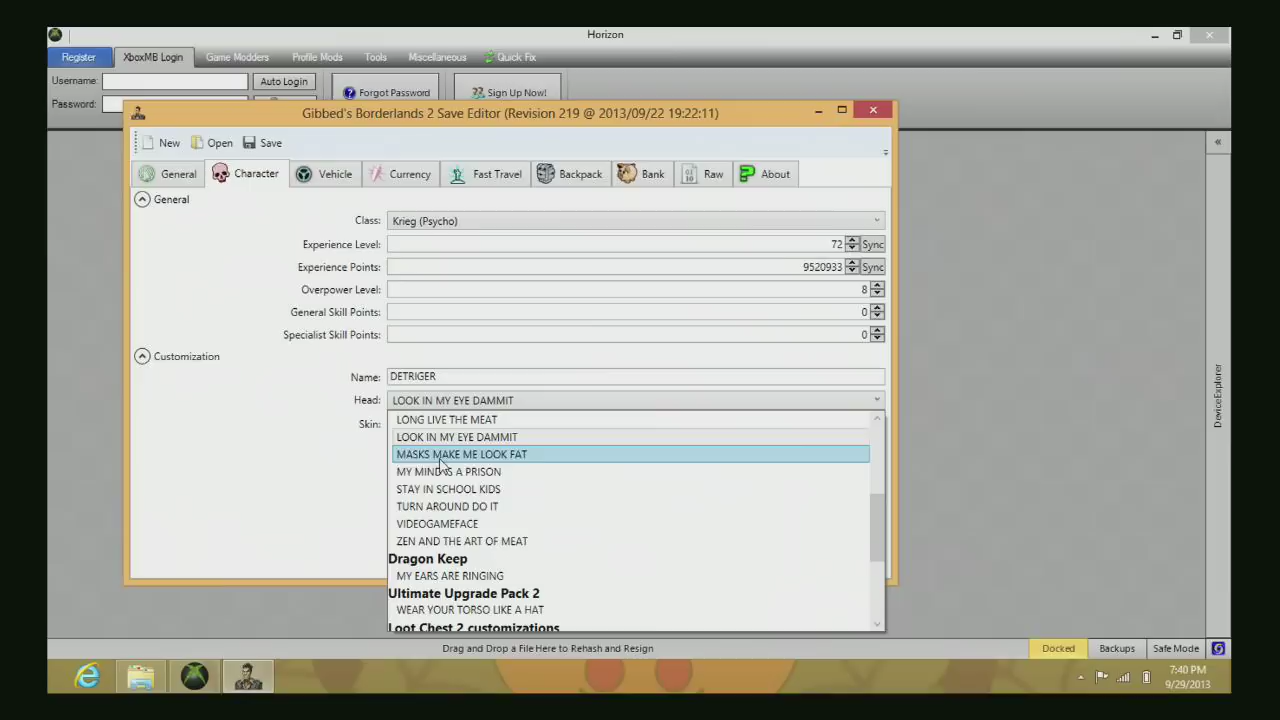 Horizon
Register XboxMB Login Game Modders Profile Mods Tools Miscellaneous Quick Fix
Username: Auto Login Forgot Password Sign Up Now!
Password:
Gibbed's Borderlands 2 Save Editor (Revision 219 @ 2013/09/22 19:22:11)
New Open Save
General Character Vehicle Currency Fast Travel Backpack Bank Raw About
General
Class: Krieg (Psycho)
Experience Level: 72 Sync
Experience Points: 9520933 Sync
Overpower Level: 8
General Skill Points: 0
Specialist Skill Points: 0
Customization
Name: DETRIGER
Head: LOOK IN MY EYE DAMMIT
Skin:
LONG LIVE THE MEAT
LOOK IN MY EYE DAMMIT
MASKS MAKE ME LOOK FAT
MY MIND IS A PRISON
STAY IN SCHOOL KIDS
TURN AROUND DO IT
VIDEOGAMEFACE
ZEN AND THE ART OF MEAT
Dragon Keep
MY EARS ARE RINGING
Ultimate Upgrade Pack 2
WEAR YOUR TORSO LIKE A HAT
Loot Chest 2 customizations
DeviceExplorer
Drag and Drop a File Here to Rehash and Resign Docked Backups Safe Mode
7:40 PM
9/29/2013